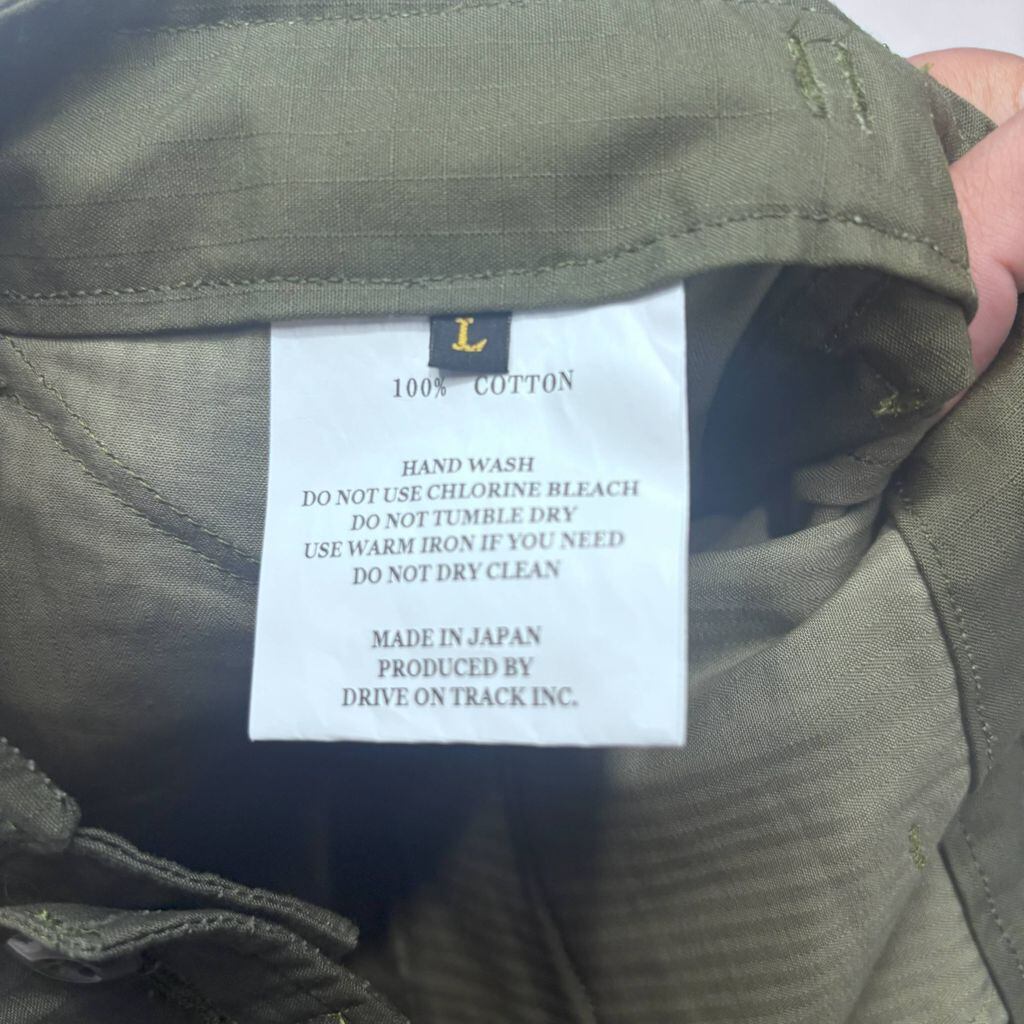 L
100% COTTON
HAND WASH
DO NOT USE CHLORINE BLEACH
DO NOT TUMBLE DRY
USE WARM IRON IF YOU NEED
DO NOT DRY CLEAN
MADE IN JAPAN
PRODUCED BY
DRIVE ON TRACK INC.